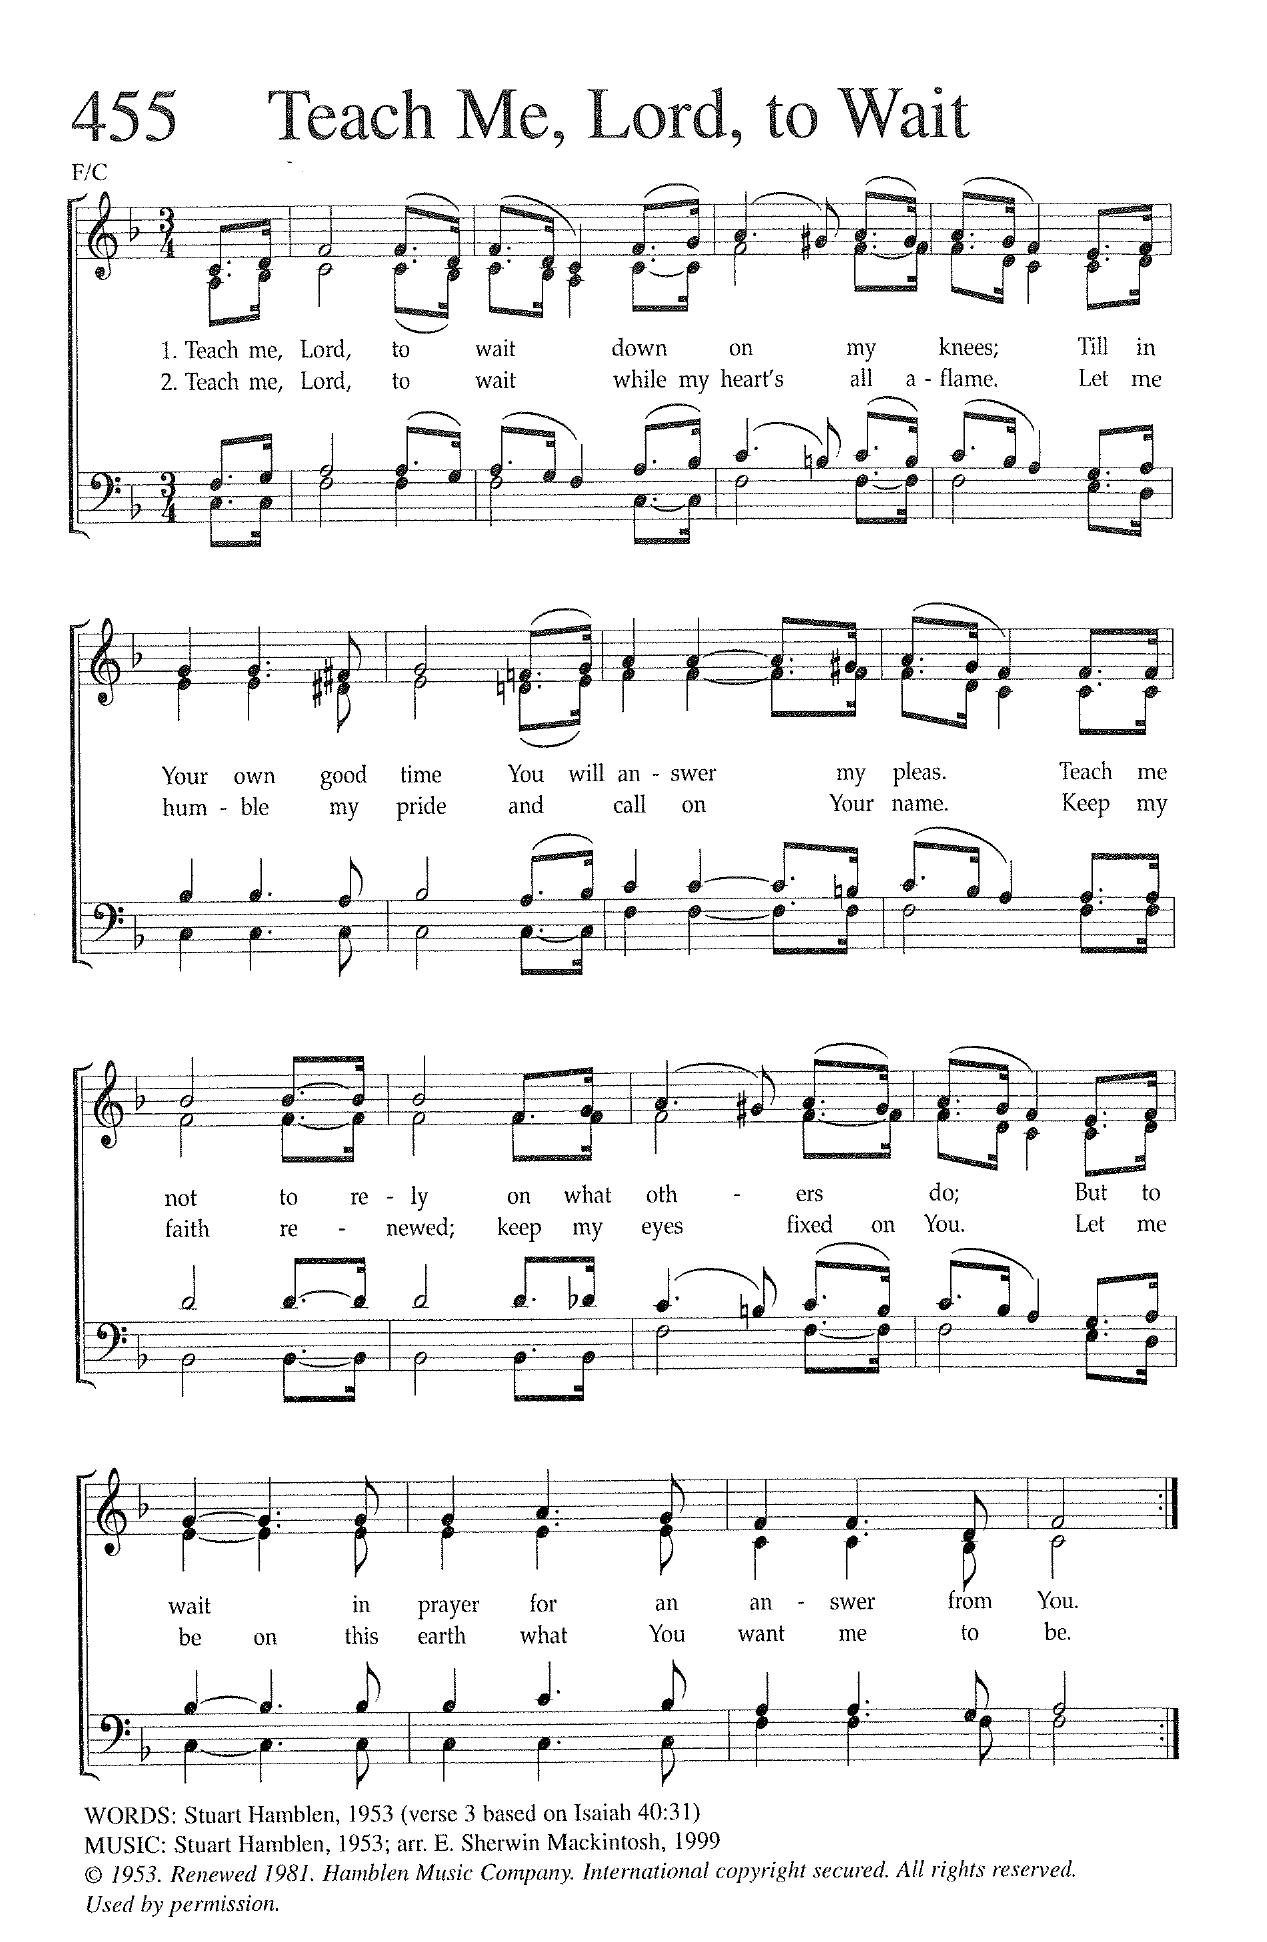 455 Teach Me, Lord, to Wait
F/C
1. Teach me, Lord, to wait down on my knees; Till in
2. Teach me, Lord, to wait while my heart's all a - flame. Let me
Your own good time You will an - swer my pleas. Teach me
hum - ble my pride and call on Your name. Keep my
not to re - ly on what oth - ers do; But to
faith re - newed; keep my eyes fixed on You. Let me
wait in prayer for an an - swer from You.
be on this earth what You want me to be.
WORDS: Stuart Hamblen, 1953 (verse 3 based on Isaiah 40:31)
MUSIC: Stuart Hamblen, 1953; arr. E. Sherwin Mackintosh, 1999
© 1953. Renewed 1981. Hamblen Music Company. International copyright secured. All rights reserved.
Used by permission.